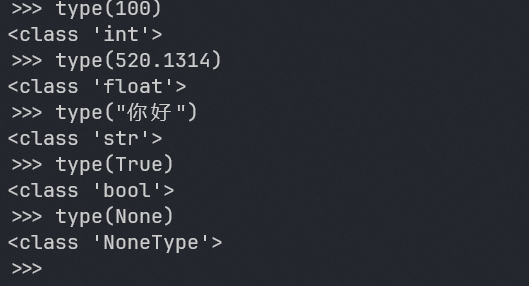 >>> type(100)
<class 'int'>
>>> type(520.1314)
<class 'float'>
>>> type("你好")
<class 'str'>
>>> type(True)
<class 'bool'>
>>> type(None)
<class 'NoneType'>
>>>